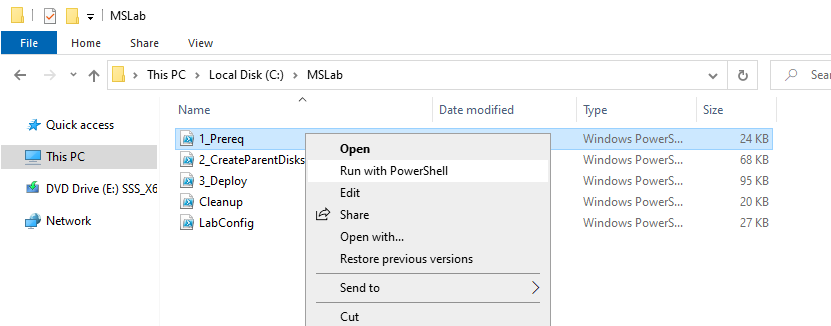 MSLab
File Home Share View
This PC Local Disk (C:) MSLab
Name Date modified Type Size
Quick access
This PC
DVD Drive (E:) SSS_X6
Network
1_Prereq Windows PowerS... 24 KB
2_CreateParentDisks Windows PowerS... 68 KB
3_Deploy Windows PowerS... 95 KB
Cleanup Windows PowerS... 20 KB
LabConfig Windows PowerS... 27 KB
Open
Run with PowerShell
Edit
Share
Open with...
Restore previous versions
Send to
Cut